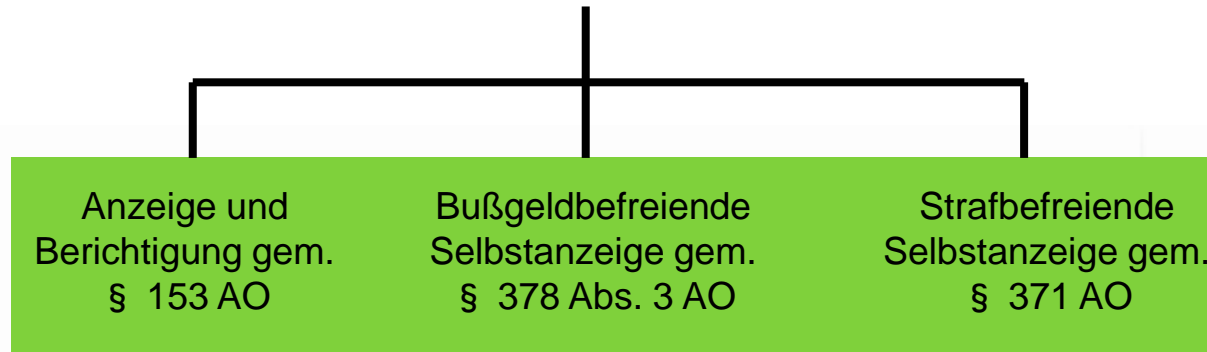 Anzeige und
Berichtigung gem.
§ 153 AO
Bußgeldbefreiende
Selbstanzeige gem.
§ 378 Abs. 3 AO
Strafbefreiende
Selbstanzeige gem.
§ 371 AO